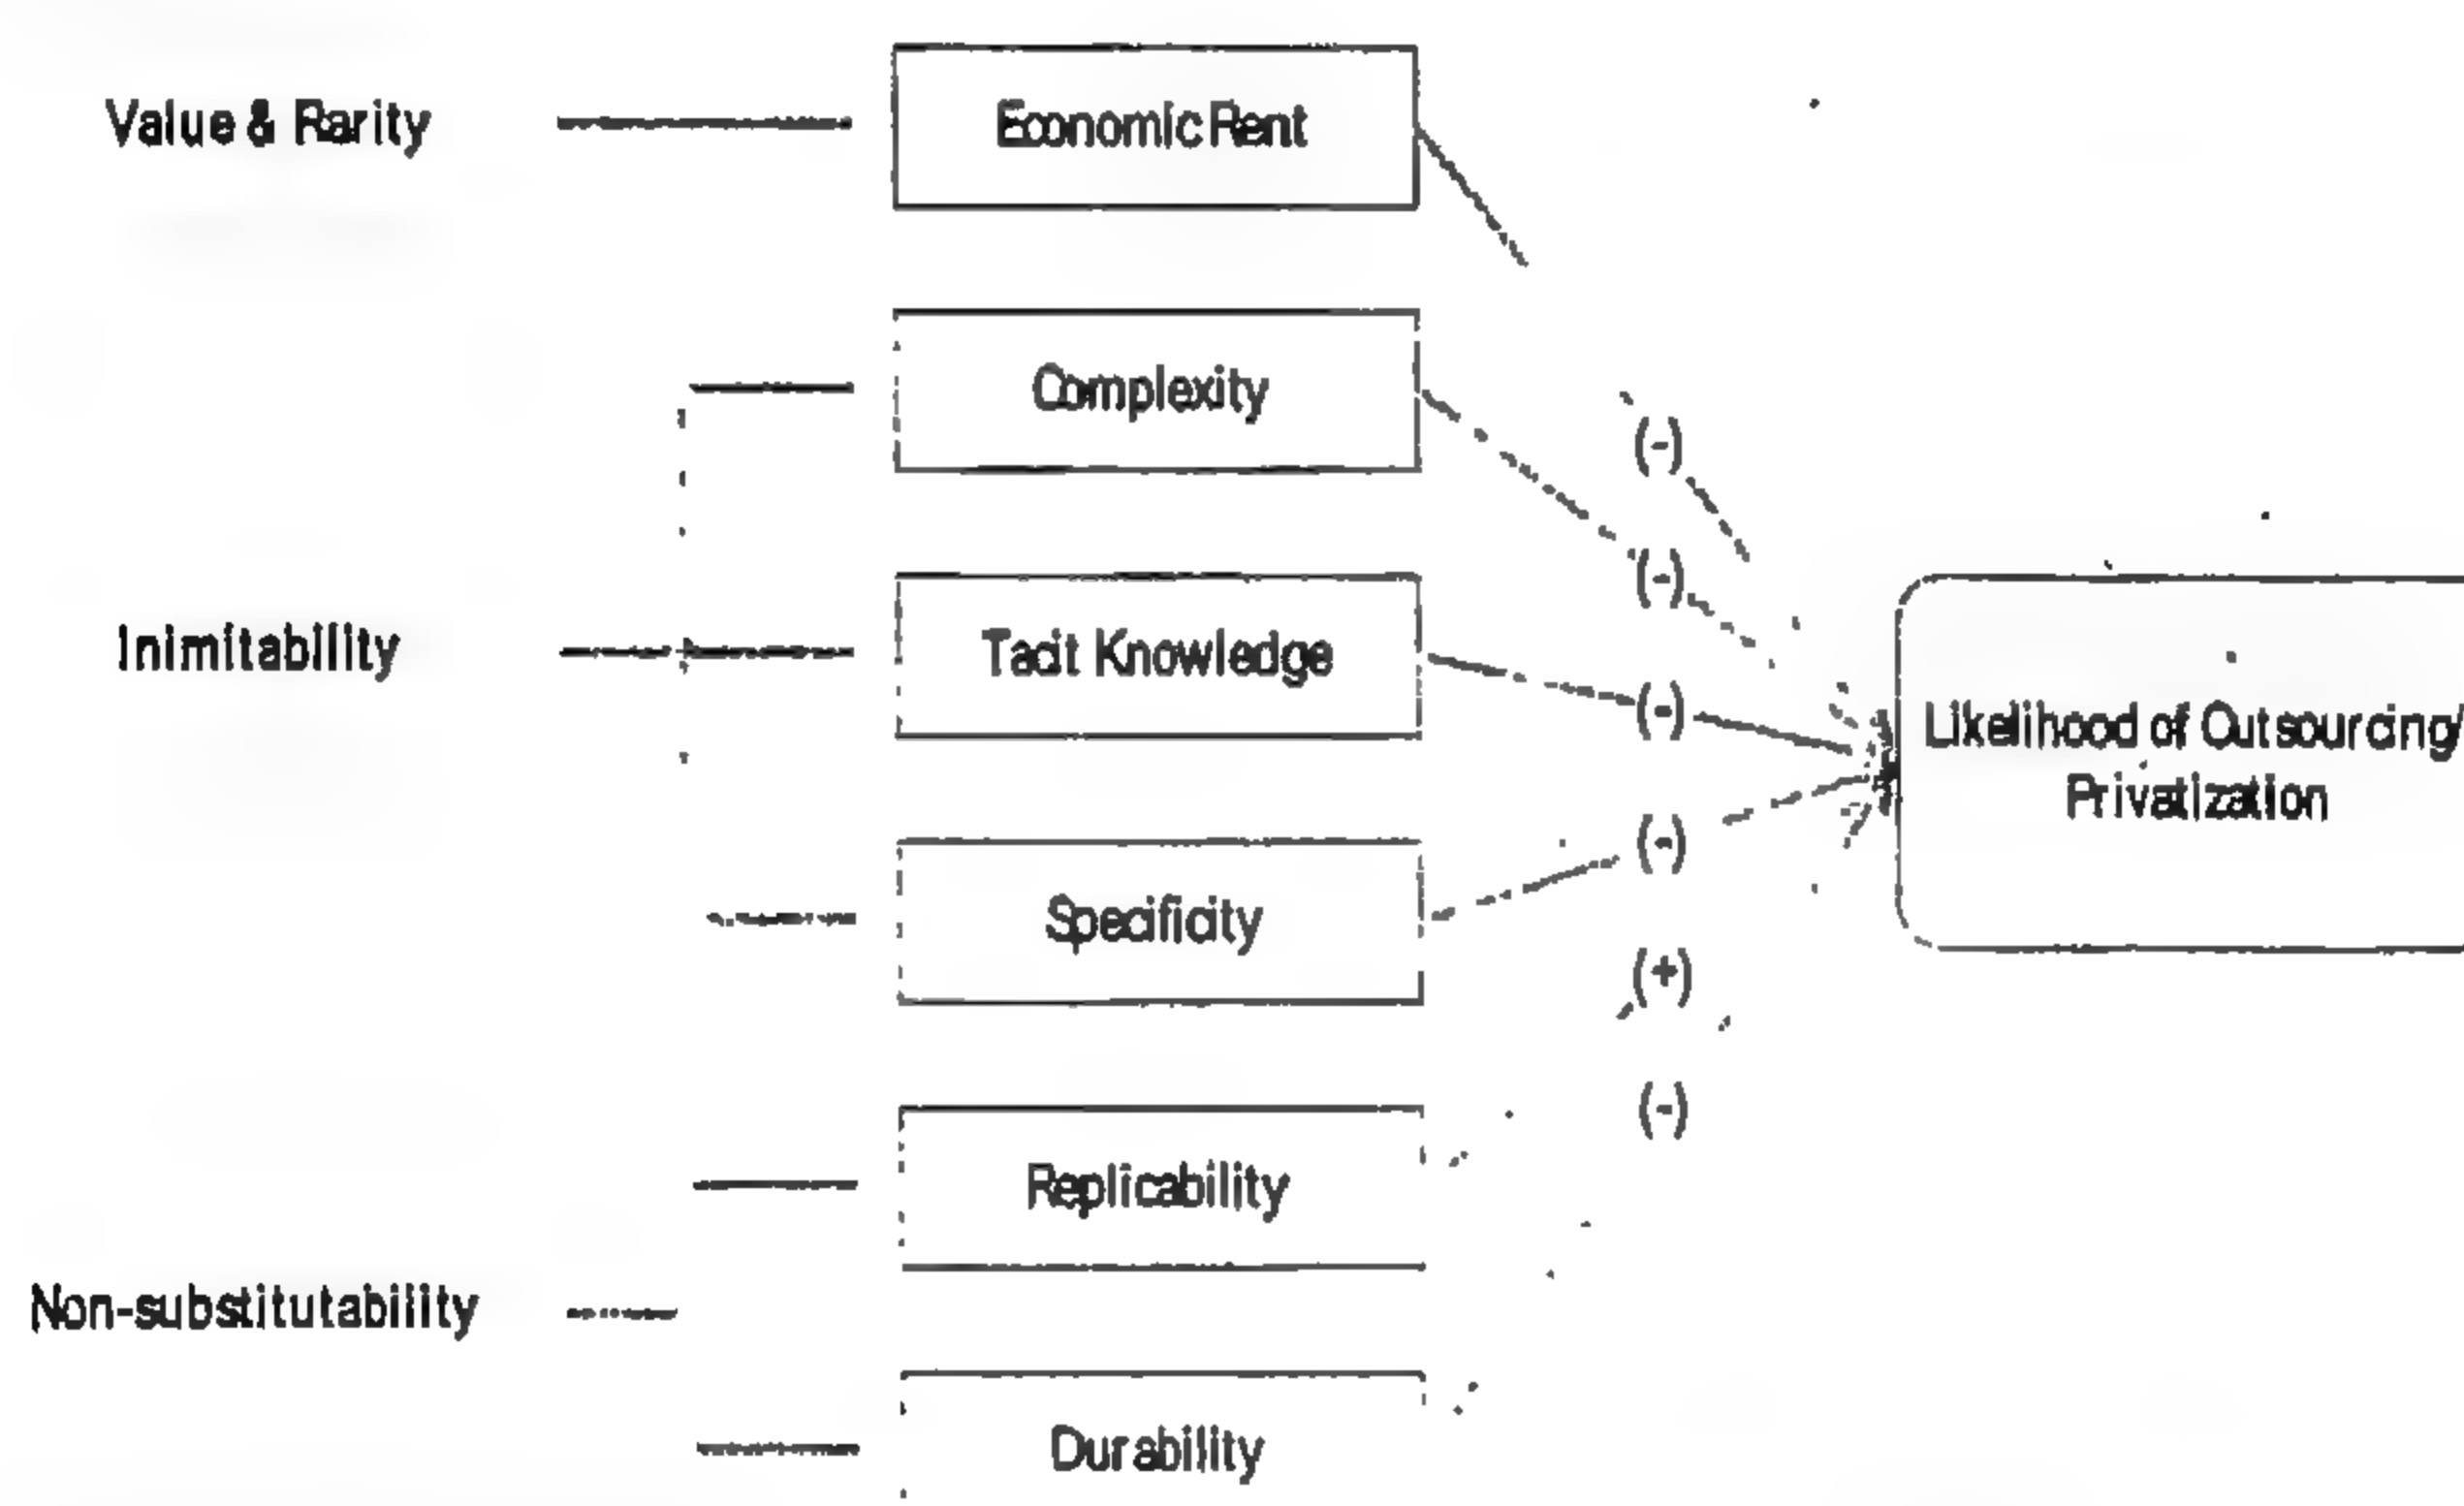 Value & Rarity
Economic Rent
Complexity
(-)
(-)
Inimitability
Tacit Knowledge
(-)
Likelihood of Outsourcing/
Privatization
(-)
Specificity
(+)
(-)
Replicability
Non-substitutability
Durability